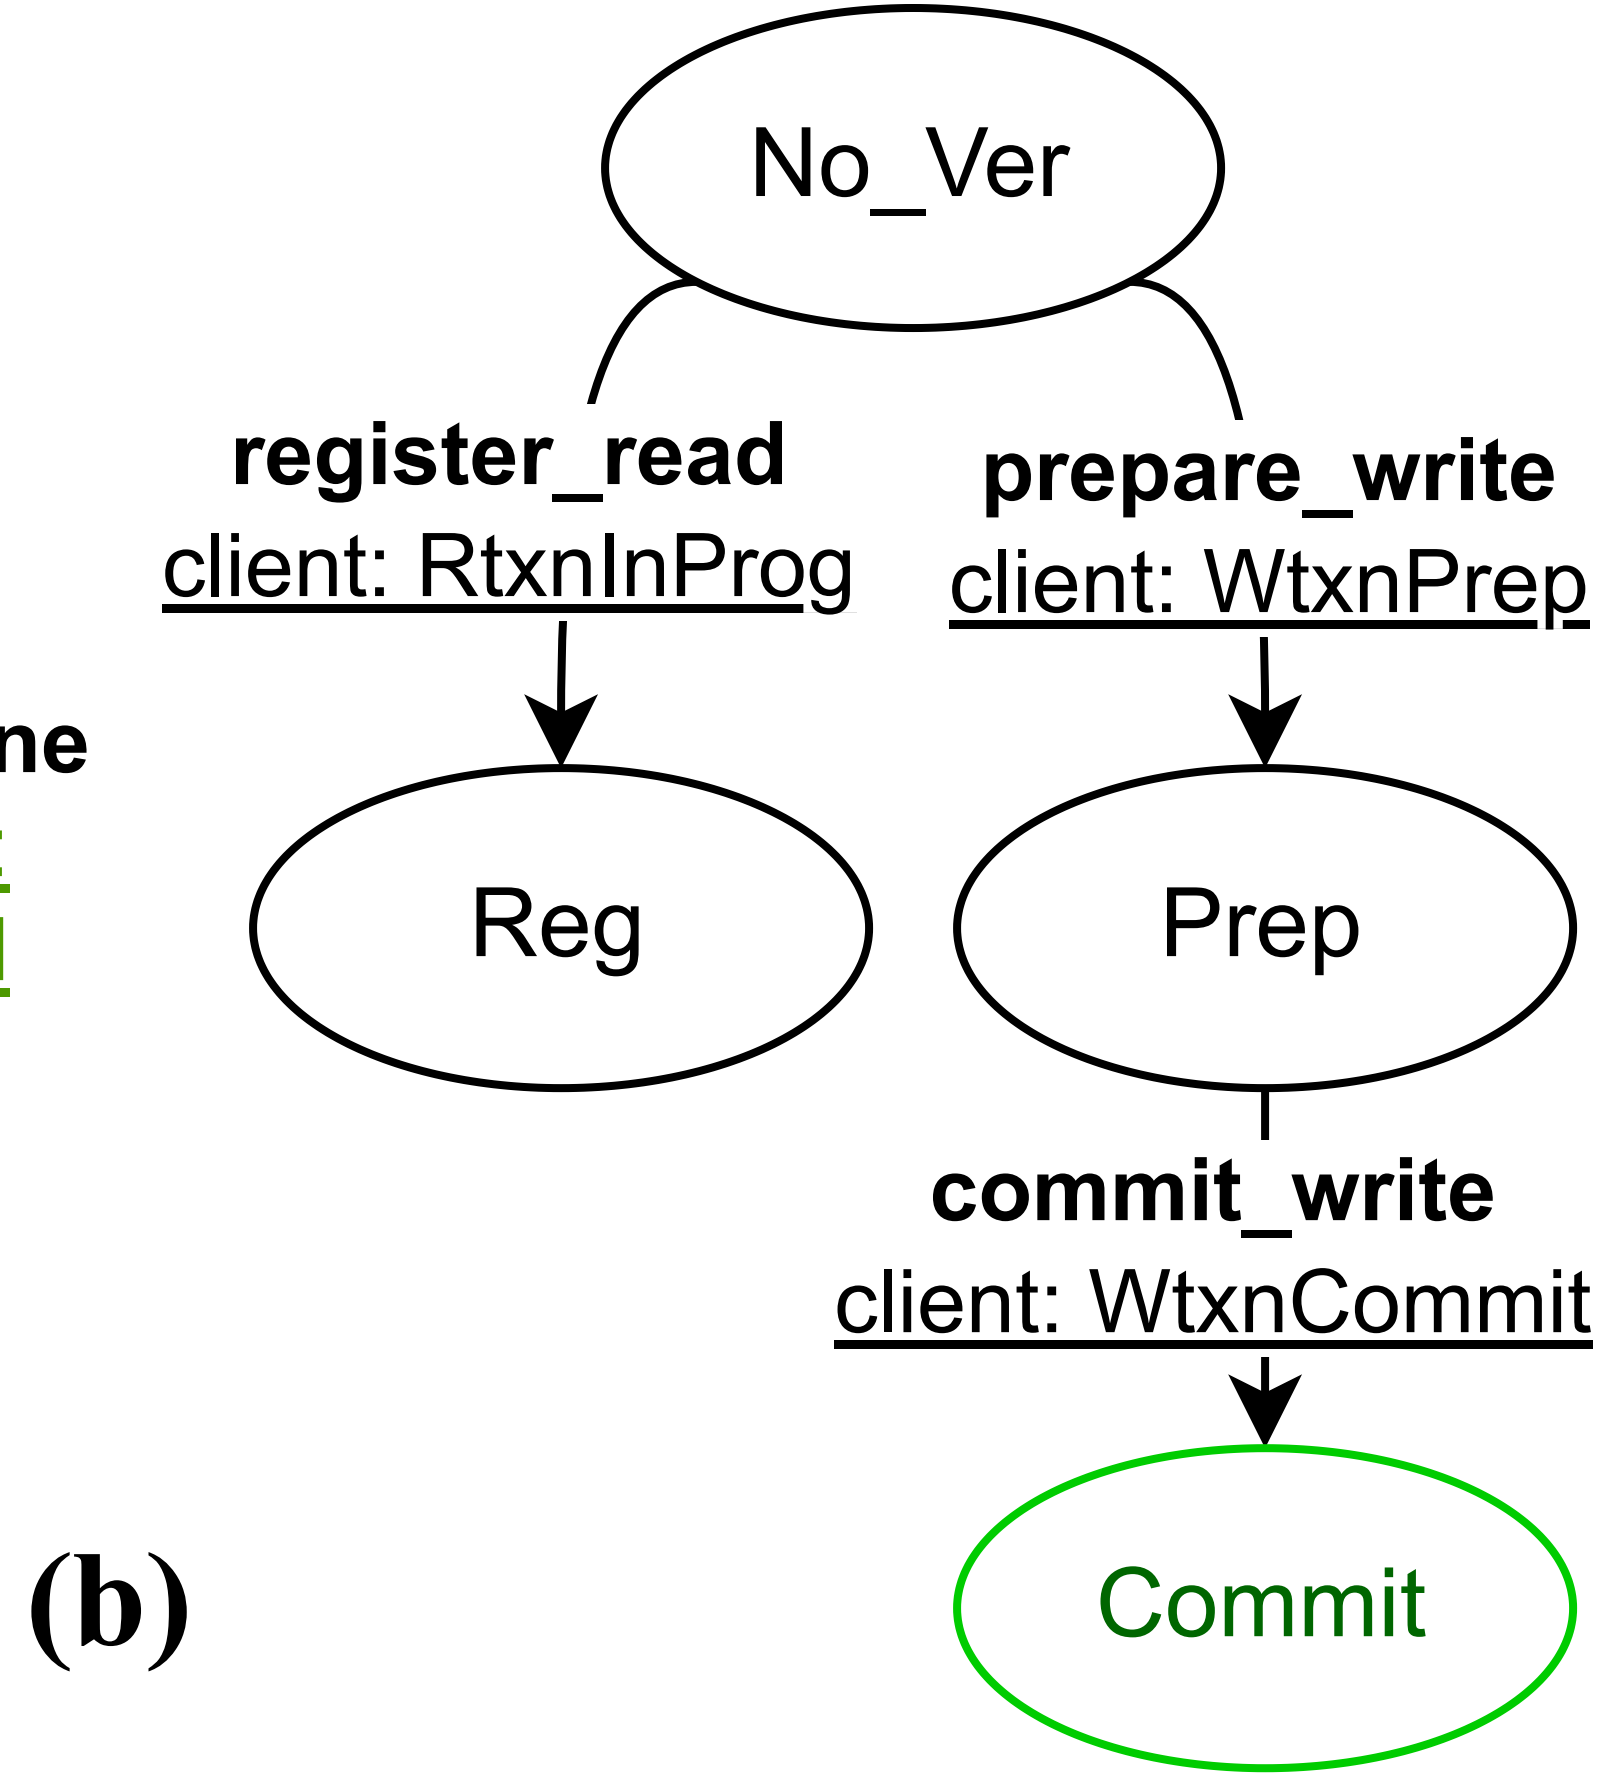 No_Ver
register_read
client: RtxnInProg
prepare_write
client: WtxnPrep
ne
Reg
Prep
commit_write
client: WtxnCommit
Commit
(b)